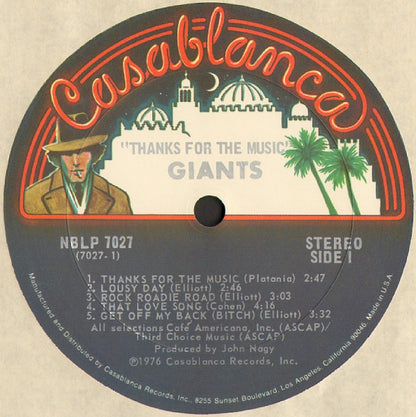 Casablanca
"THANKS FOR THE MUSIC"
GIANTS
NBLP 7027
(7027-1)
STEREO
SIDE I
1. THANKS FOR THE MUSIC (Platania) 2:47
2. LOUSY DAY (Elliott) 2:46
3. ROCK ROADIE ROAD (Elliott) 3:03
4. THAT LOVE SONG (Cohen) 4:16
5. GET OFF MY BACK (BITCH) (Elliott) 3:32
All selections Café Americana, Inc. (ASCAP)/
Third Choice Music (ASCAP)
Produced by John Nagy
℗1976 Casablanca Records, Inc.
Manufactured and Distributed by Casablanca Records, Inc., 8255 Sunset Boulevard, Los Angeles, California 90046. Made in U.S.A.